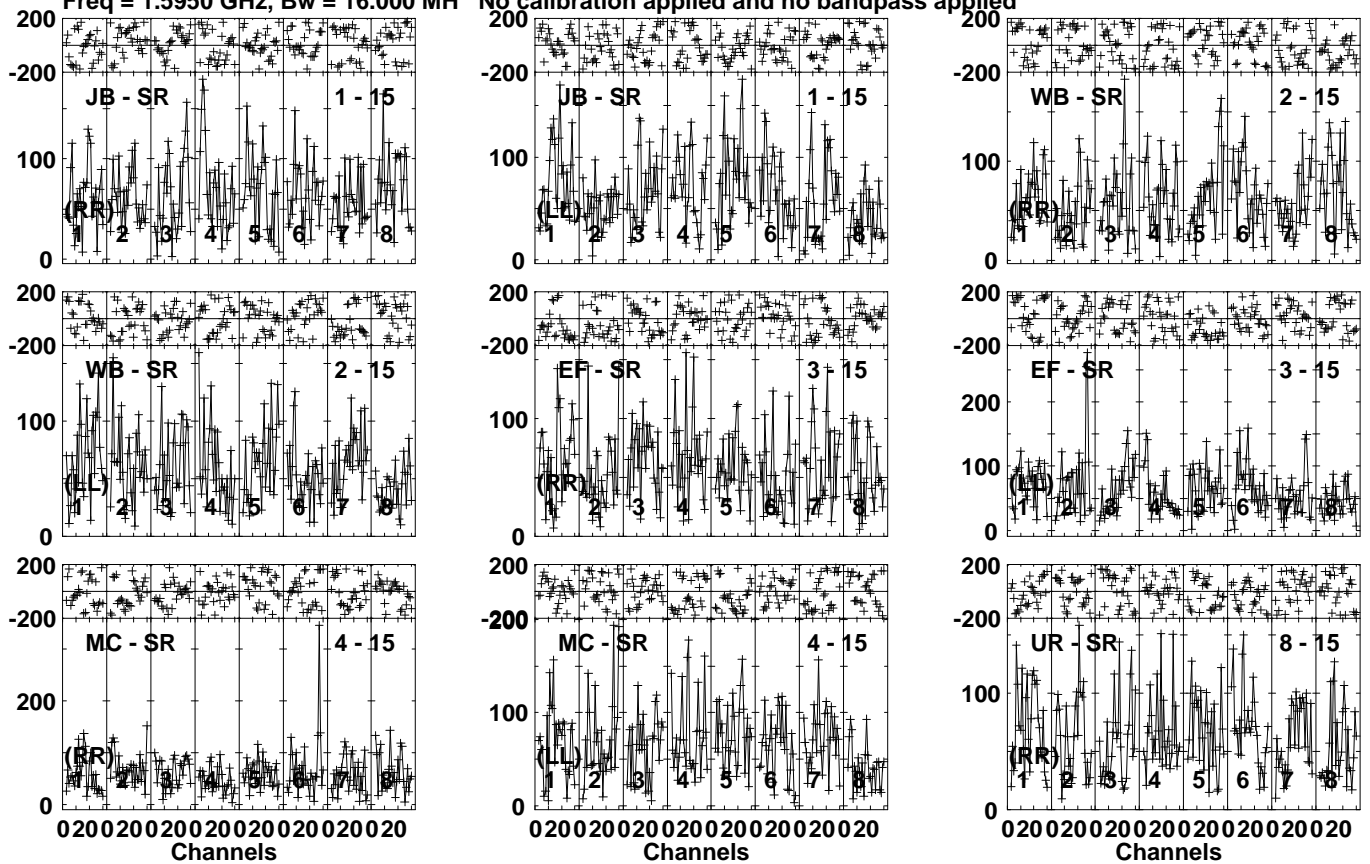 Freq = 1.5950 GHz, Bw = 16.000 MH No calibration applied and no bandpass applied
200 200 200
-200 -200 -200
JB - SR 1 - 15 JB - SR 1 - 15 WB - SR 2 - 15
100 100 100
(RR) (LL) (RR)
1 2 3 4 5 6 7 8 1 2 3 4 5 6 7 8 1 2 3 4 5 6 7 8
0 0 0
200 200 200
-200 -200 -200
WB - SR 2 - 15 EF - SR 3 - 15 EF - SR 3 - 15
200
100 100 100
(LL) (RR) (LL)
1 2 3 4 5 6 7 8 1 2 3 4 5 6 7 8 1 2 3 4 5 6 7 8
0 0 0
200 200 200
-200 -200 200 -200
MC - SR 4 - 15 MC - SR 4 - 15 UR - SR 8 - 15
200 100 100
(RR) (LL) (RR)
1 2 3 4 5 6 7 8 1 2 3 4 5 6 7 8 1 2 3 4 5 6 7 8
0 0 0
0 20 0 20 0 20 0 20 0 20 0 20 0 20 0 20 0 20 0 20 0 20 0 20 0 20 0 20 0 20 0 20 0 20 0 20 0 20 0 20 0 20 0 20 0 20 0 20
Channels Channels Channels